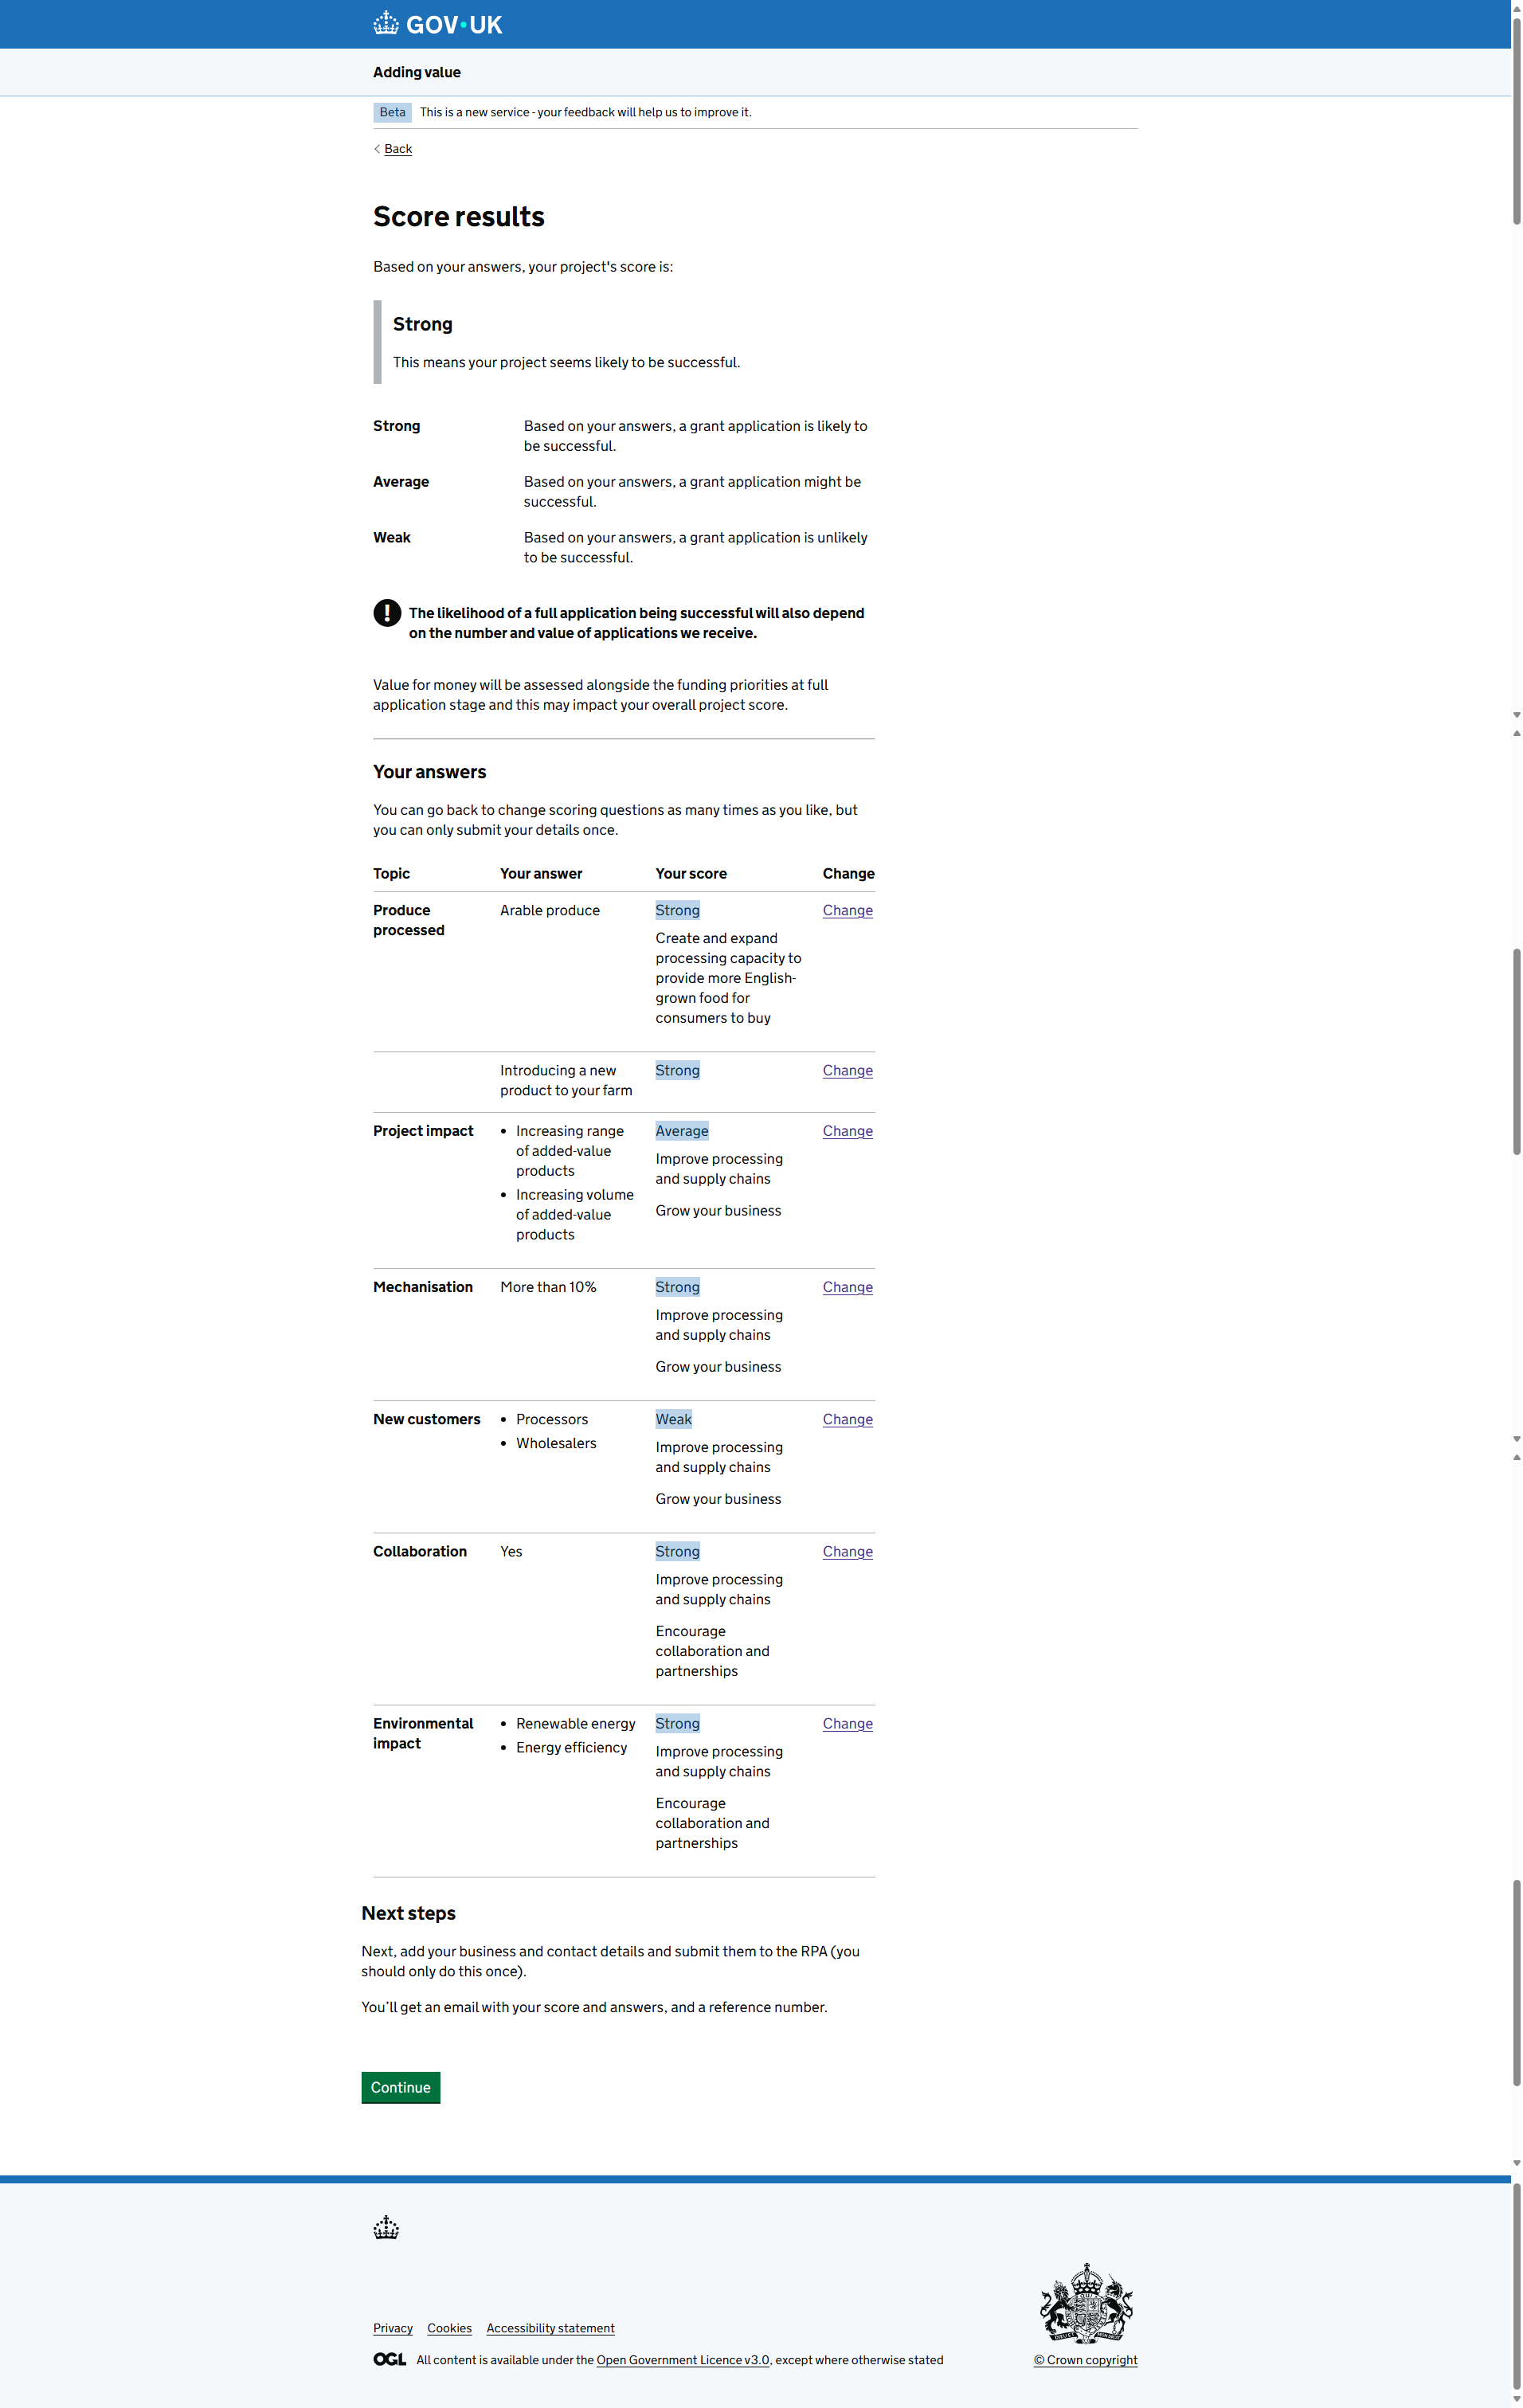 GOV·UK
Adding value
Beta This is a new service - your feedback will help us to improve it.
Back
Score results
Based on your answers, your project's score is:
Strong
This means your project seems likely to be successful.
Strong Based on your answers, a grant application is likely to
be successful.
Average Based on your answers, a grant application might be
successful.
Weak Based on your answers, a grant application is unlikely
to be successful.
! The likelihood of a full application being successful will also depend
on the number and value of applications we receive.
Value for money will be assessed alongside the funding priorities at full
application stage and this may impact your overall project score.
Your answers
You can go back to change scoring questions as many times as you like, but
you can only submit your details once.
Topic Your answer Your score Change
Produce
processed
Arable produce
Strong
Create and expand
processing capacity to
provide more English-
grown food for
consumers to buy
Change
Introducing a new
product to your farm
Strong
Change
Project impact
• Increasing range
of added-value
products
• Increasing volume
of added-value
products
Average
Improve processing
and supply chains
Grow your business
Change
Mechanisation
More than 10%
Strong
Improve processing
and supply chains
Grow your business
Change
New customers
• Processors
• Wholesalers
Weak
Improve processing
and supply chains
Grow your business
Change
Collaboration
Yes
Strong
Improve processing
and supply chains
Encourage
collaboration and
partnerships
Change
Environmental
impact
• Renewable energy
• Energy efficiency
Strong
Improve processing
and supply chains
Encourage
collaboration and
partnerships
Change
Next steps
Next, add your business and contact details and submit them to the RPA (you
should only do this once).
You’ll get an email with your score and answers, and a reference number.
Continue
Privacy Cookies Accessibility statement
OGL All content is available under the Open Government Licence v3.0, except where otherwise stated
© Crown copyright